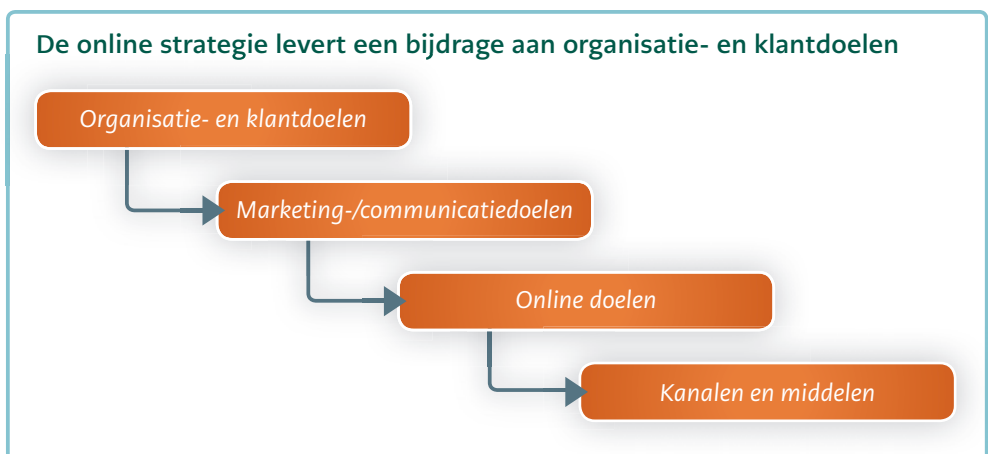 De online strategie levert een bijdrage aan organisatie- en klantdoelen
Organisatie- en klantdoelen
Marketing-/communicatiedoelen
Online doelen
Kanalen en middelen